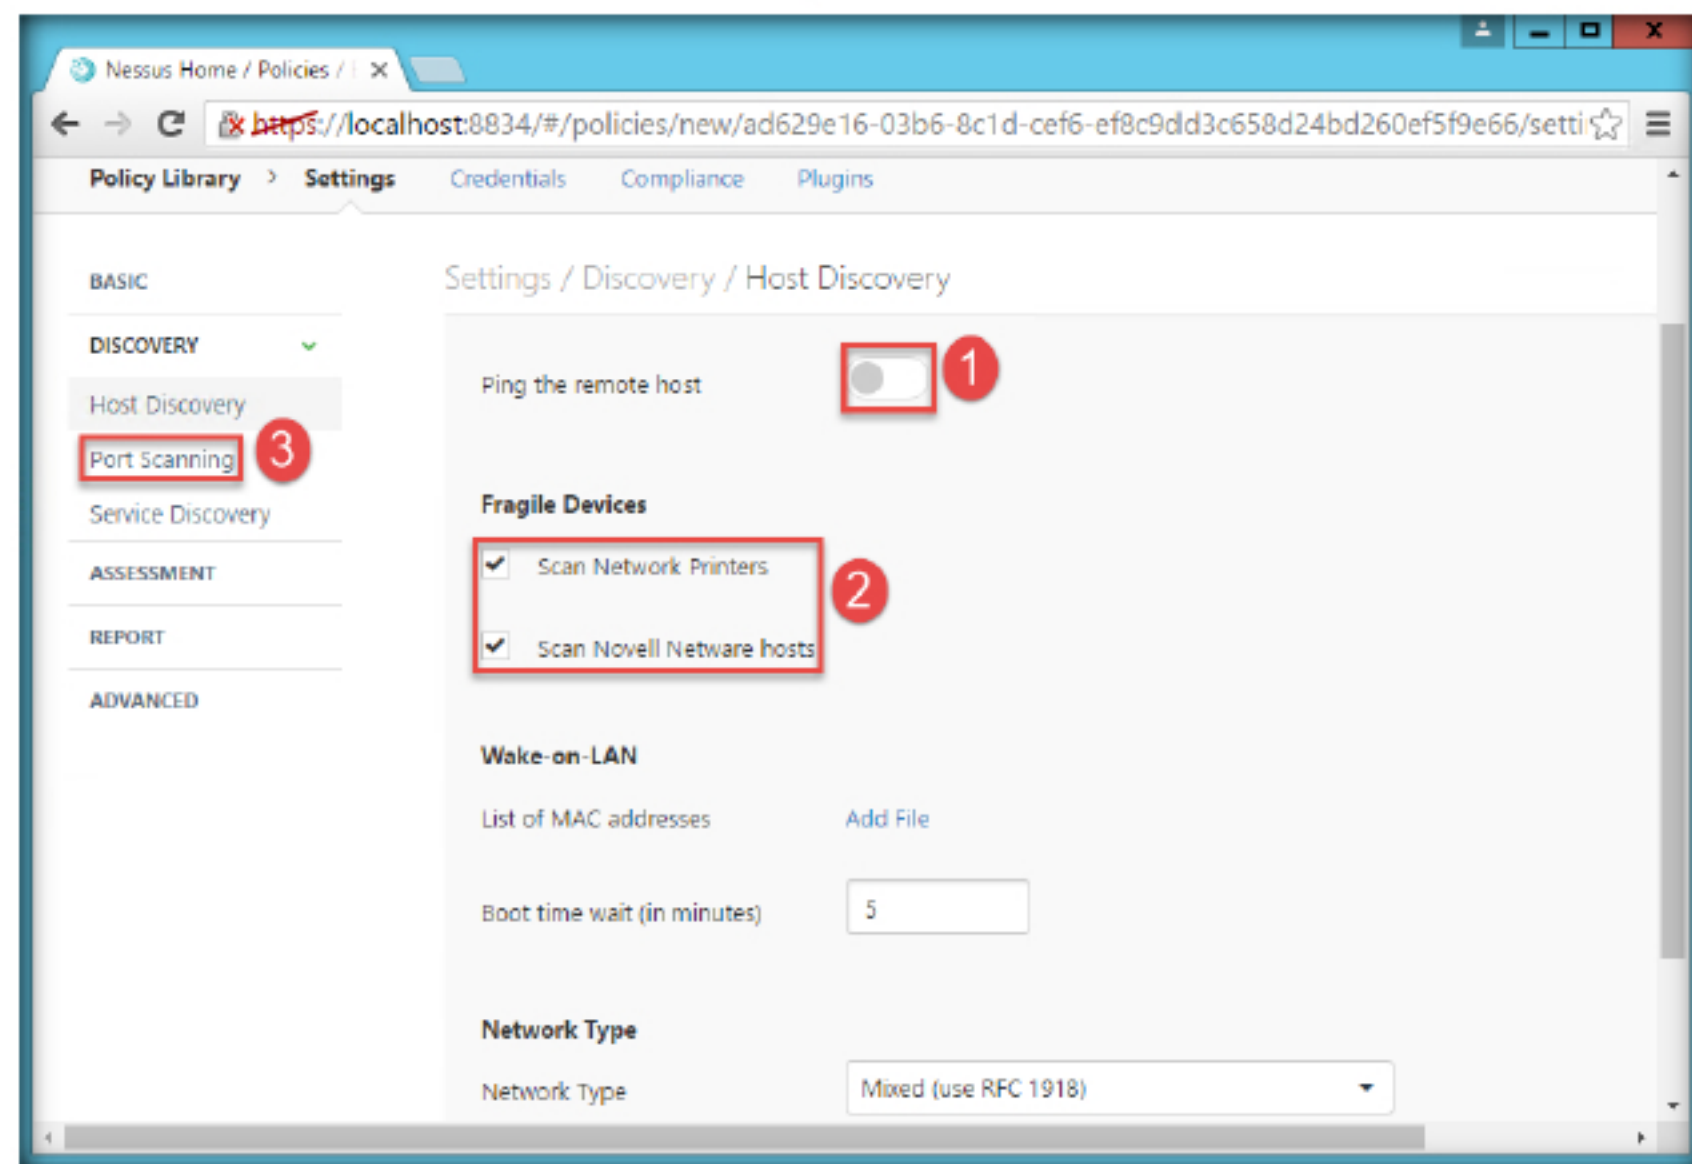 Nessus Home / Policies /
https://localhost:8834/#/policies/new/ad629e16-03b6-8c1d-cef6-ef8c9dd3c658d24bd260ef5f9e66/setti
Policy Library > Settings Credentials Compliance Plugins
BASIC
DISCOVERY
Host Discovery
Port Scanning
3
Service Discovery
ASSESSMENT
REPORT
ADVANCED
Settings / Discovery / Host Discovery
Ping the remote host
1
Fragile Devices
Scan Network Printers
2
Scan Novell Netware hosts
Wake-on-LAN
List of MAC addresses Add File
Boot time wait (in minutes) 5
Network Type
Network Type Mixed (use RFC 1918)